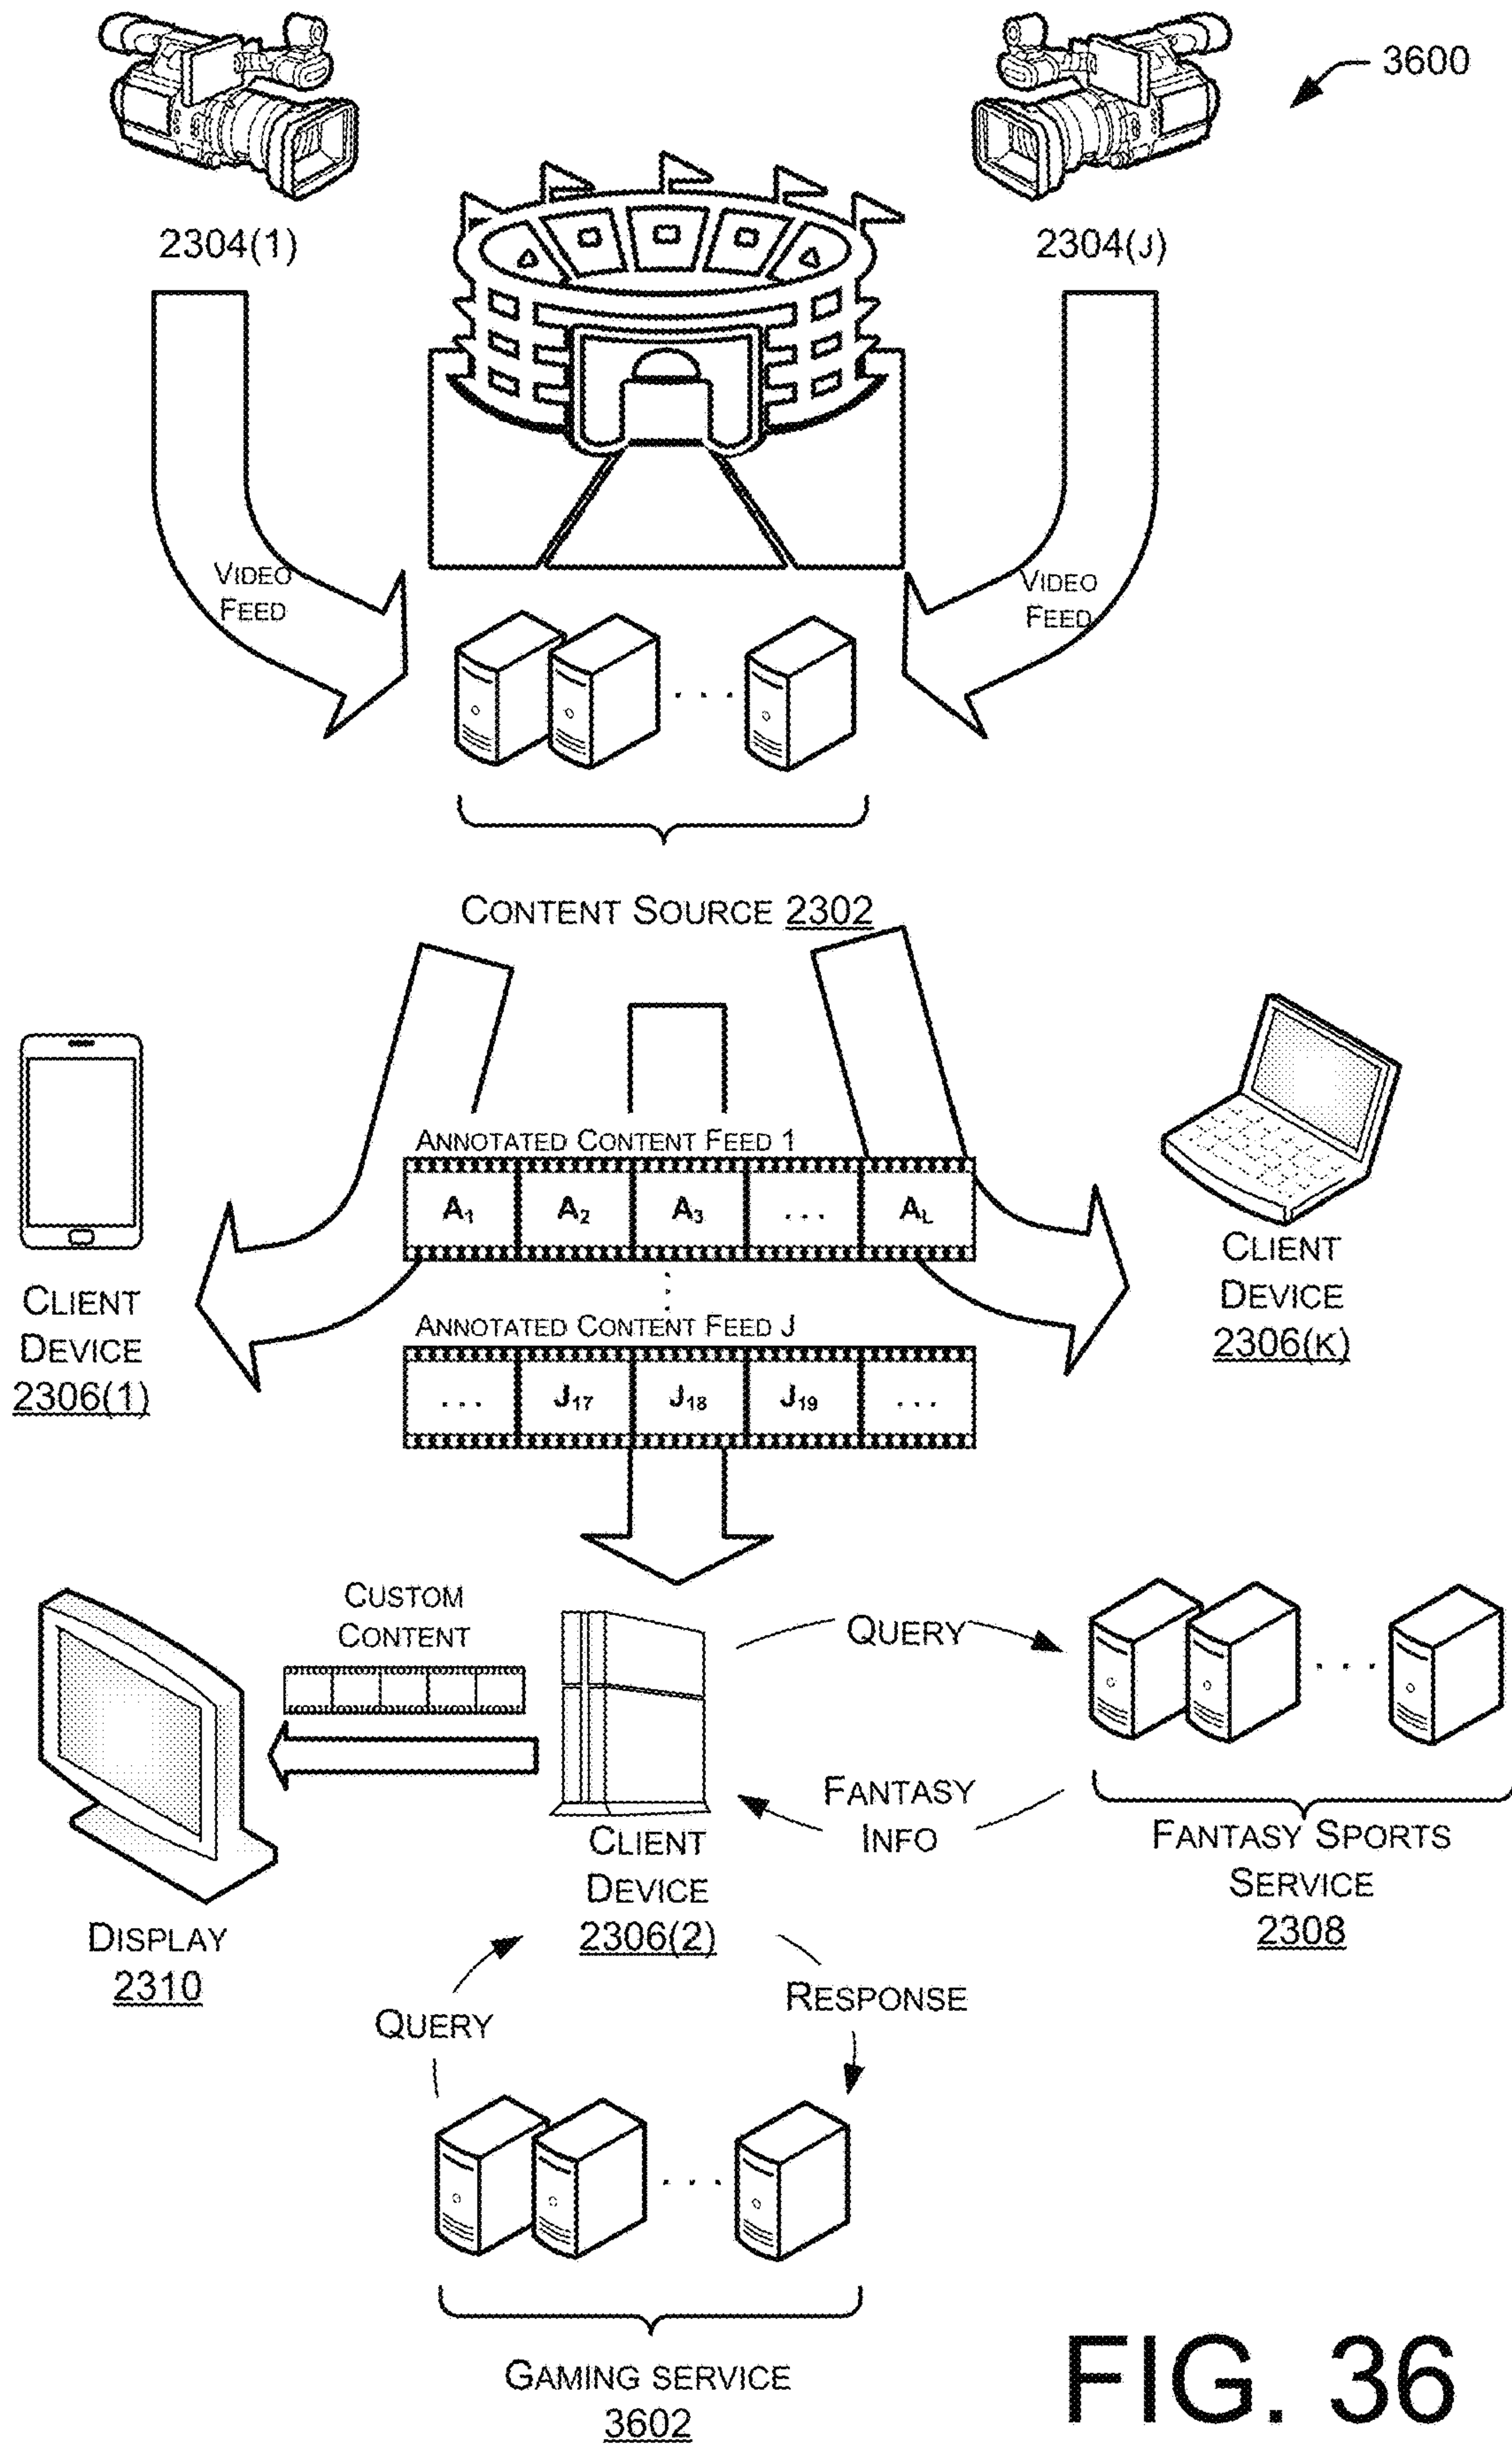 3600
2304(1)
2304(J)
VIDEO
FEED
VIDEO
FEED
. . .
CONTENT SOURCE 2302
ANNOTATED CONTENT FEED 1
A1 A2 A3 . . . AL
CLIENT
DEVICE
2306(K)
CLIENT
DEVICE
2306(1)
ANNOTATED CONTENT FEED J
. . . J17 J18 J19 . . .
CUSTOM
CONTENT
QUERY
. . .
FANTASY
INFO
CLIENT
DEVICE
2306(2)
FANTASY SPORTS
SERVICE
2308
DISPLAY
2310
RESPONSE
QUERY
. . .
GAMING SERVICE
3602
FIG. 36